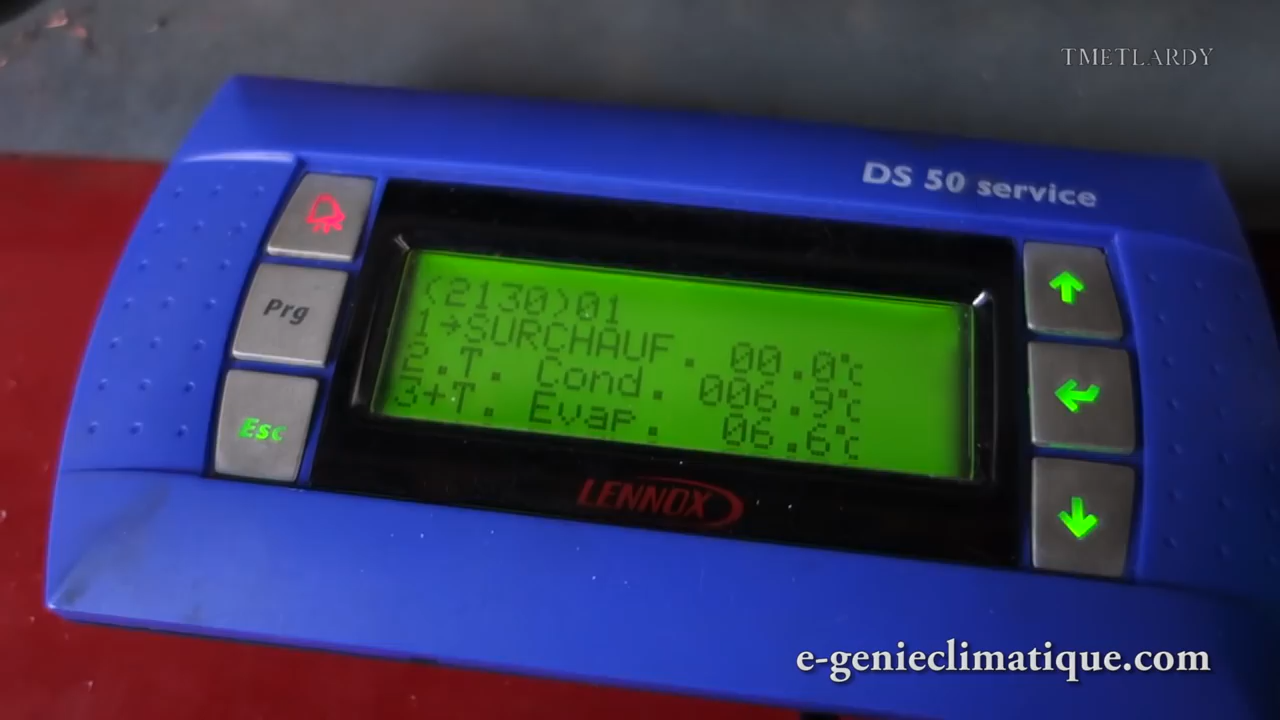 TMETLARDY
DS 50 service
Prg
Esc
(2130)01
1→SURCHAUF. 00.0°c
2.T. Cond. 006.9°c
3+T. Evap. 06.6°c
LENNOX
e-genieclimatique.com